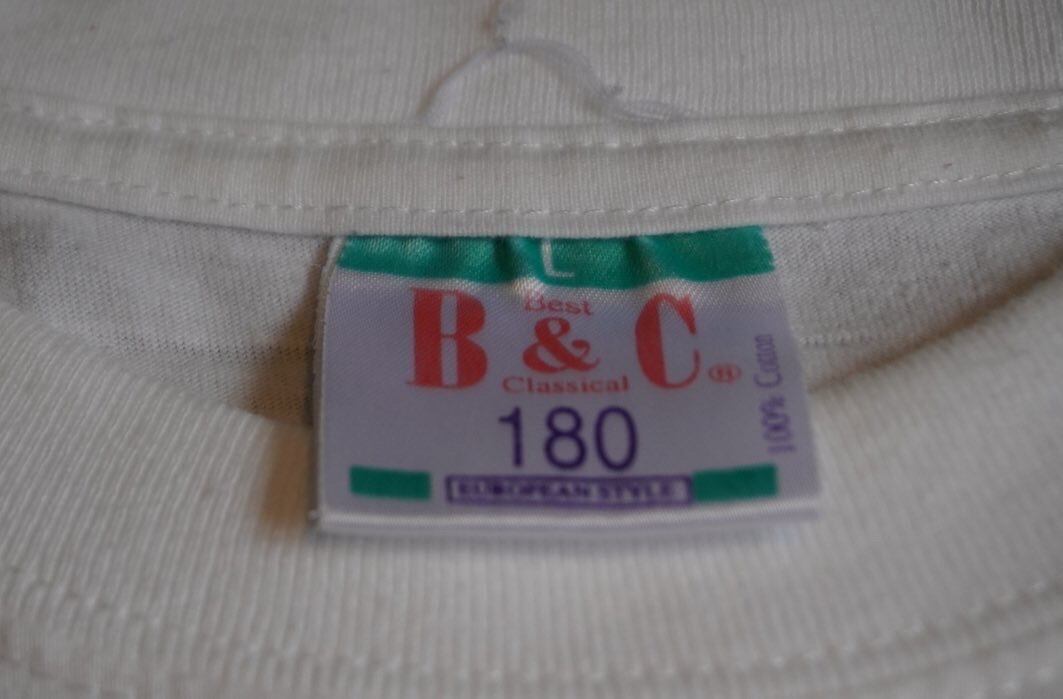 L
Best
B & C ®
Classical
180
EUROPEAN STYLE
100% Cotton